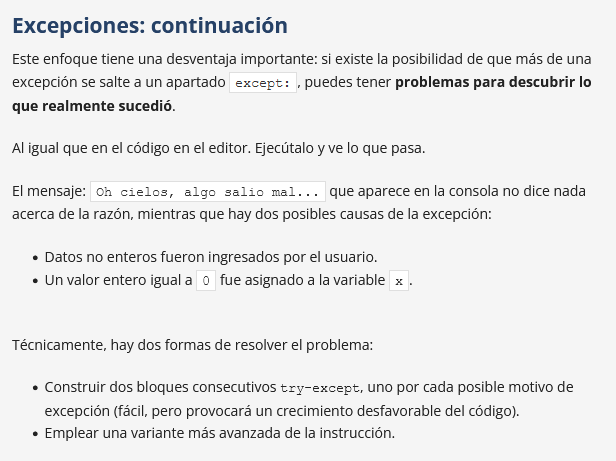 Excepciones: continuación
Este enfoque tiene una desventaja importante: si existe la posibilidad de que más de una
excepción se salte a un apartado except: , puedes tener problemas para descubrir lo
que realmente sucedió.
Al igual que en el código en el editor. Ejecútalo y ve lo que pasa.
El mensaje: Oh cielos, algo salio mal... que aparece en la consola no dice nada
acerca de la razón, mientras que hay dos posibles causas de la excepción:
• Datos no enteros fueron ingresados por el usuario.
• Un valor entero igual a 0 fue asignado a la variable x .
Técnicamente, hay dos formas de resolver el problema:
• Construir dos bloques consecutivos try-except, uno por cada posible motivo de
excepción (fácil, pero provocará un crecimiento desfavorable del código).
• Emplear una variante más avanzada de la instrucción.